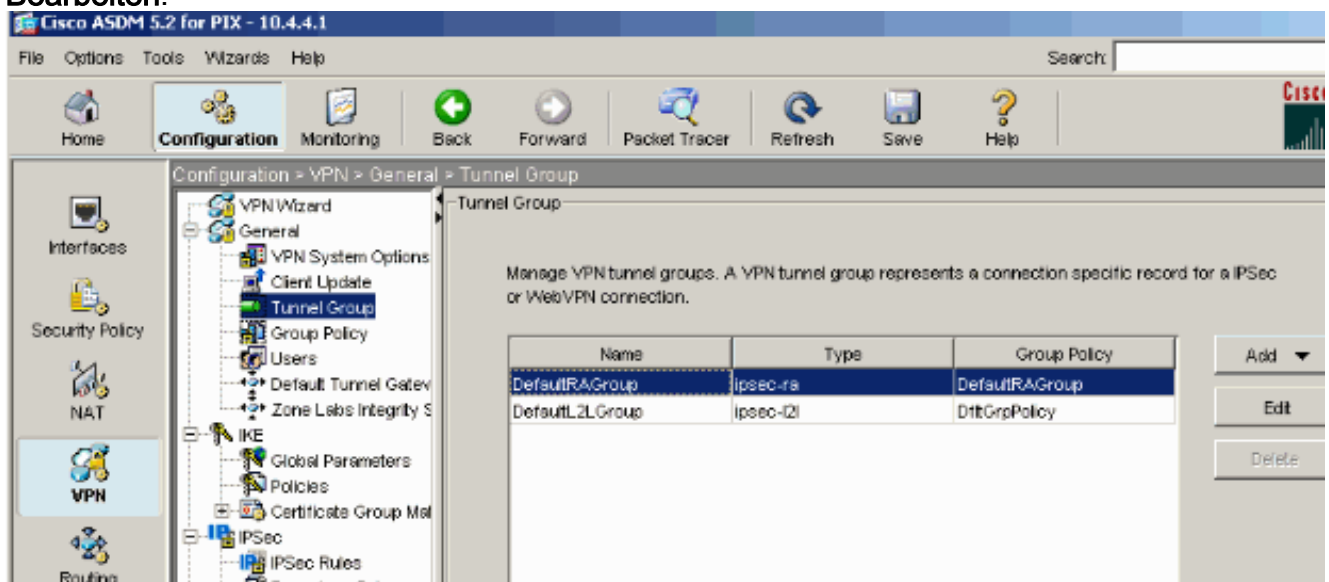 Bearbeiten.
Cisco ASDM 5.2 for PIX - 10.4.4.1
File Options Tools Wizards Help Search:
Home Configuration Monitoring Back Forward Packet Tracer Refresh Save Help
Configuration > VPN > General > Tunnel Group
Interfaces
Security Policy
NAT
VPN
Routing
VPN Wizard
General
VPN System Options
Client Update
Tunnel Group
Group Policy
Users
Default Tunnel Gatew
Zone Labs Integrity S
IKE
Global Parameters
Policies
Certificate Group Mat
IPSec
IPSec Rules
Tunnel Group
Manage VPN tunnel groups. A VPN tunnel group represents a connection specific record for a IPSec
or WebVPN connection.
Name Type Group Policy
DefaultRAGroup ipsec-ra DefaultRAGroup
DefaultL2LGroup ipsec-l2l DfltGrpPolicy
Add
Edit
Delete